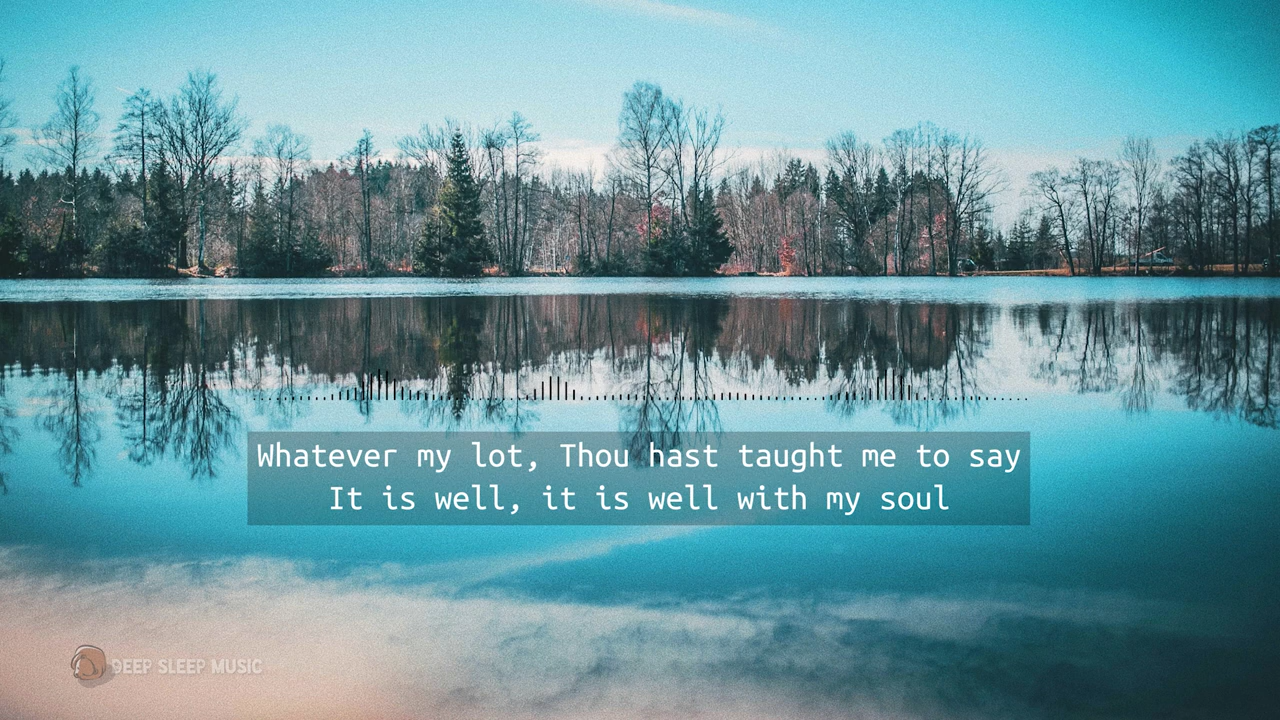 Whatever my lot, Thou hast taught me to say
It is well, it is well with my soul
DEEP SLEEP MUSIC